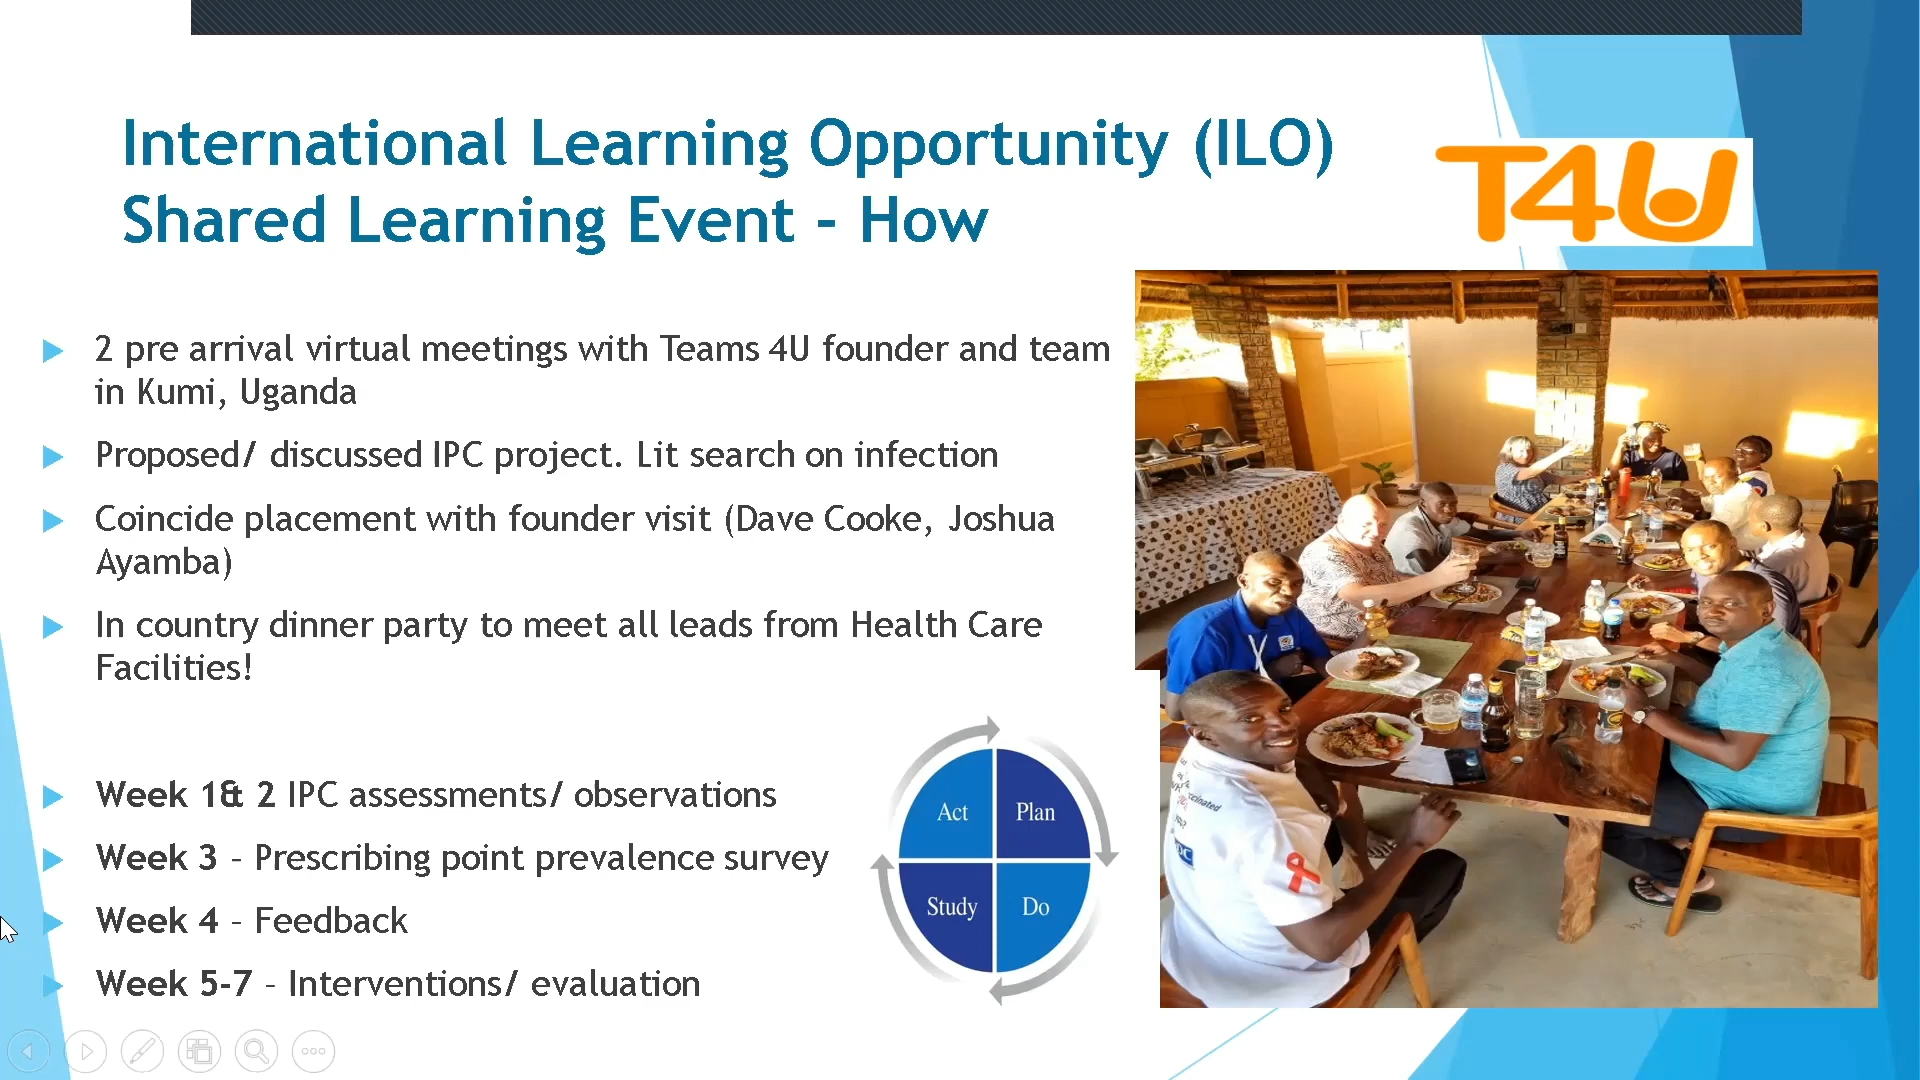 International Learning Opportunity (ILO)
Shared Learning Event - How
T4U
2 pre arrival virtual meetings with Teams 4U founder and team
in Kumi, Uganda
Proposed/ discussed IPC project. Lit search on infection
Coincide placement with founder visit (Dave Cooke, Joshua
Ayamba)
In country dinner party to meet all leads from Health Care
Facilities!
Week 1& 2 IPC assessments/ observations
Week 3 – Prescribing point prevalence survey
Week 4 – Feedback
Week 5-7 – Interventions/ evaluation
Act
Plan
Study
Do